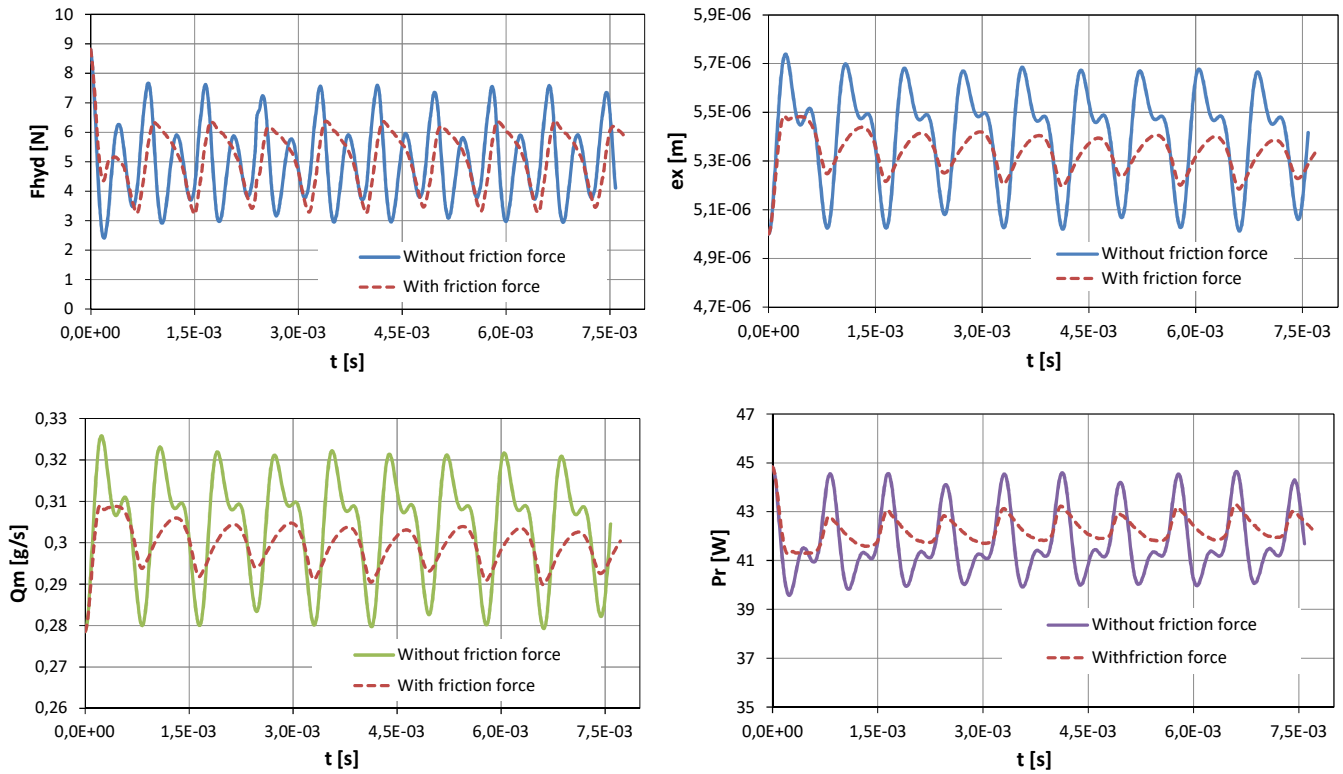 Fhyd [N]
10
9
8
7
6
5
4
3
2
1
0
0,0E+00 1,5E-03 3,0E-03 4,5E-03 6,0E-03 7,5E-03
t [s]
Without friction force
With friction force
ex [m]
5,9E-06
5,7E-06
5,5E-06
5,3E-06
5,1E-06
4,9E-06
4,7E-06
0,0E+00 1,5E-03 3,0E-03 4,5E-03 6,0E-03 7,5E-03
t [s]
Without friction force
With friction force
Qm [g/s]
0,33
0,32
0,31
0,3
0,29
0,28
0,27
0,26
0,0E+00 1,5E-03 3,0E-03 4,5E-03 6,0E-03 7,5E-03
t [s]
Without friction force
With friction force
Pr [W]
47
45
43
41
39
37
35
0,0E+00 1,5E-03 3,0E-03 4,5E-03 6,0E-03 7,5E-03
t [s]
Without friction force
Withfriction force